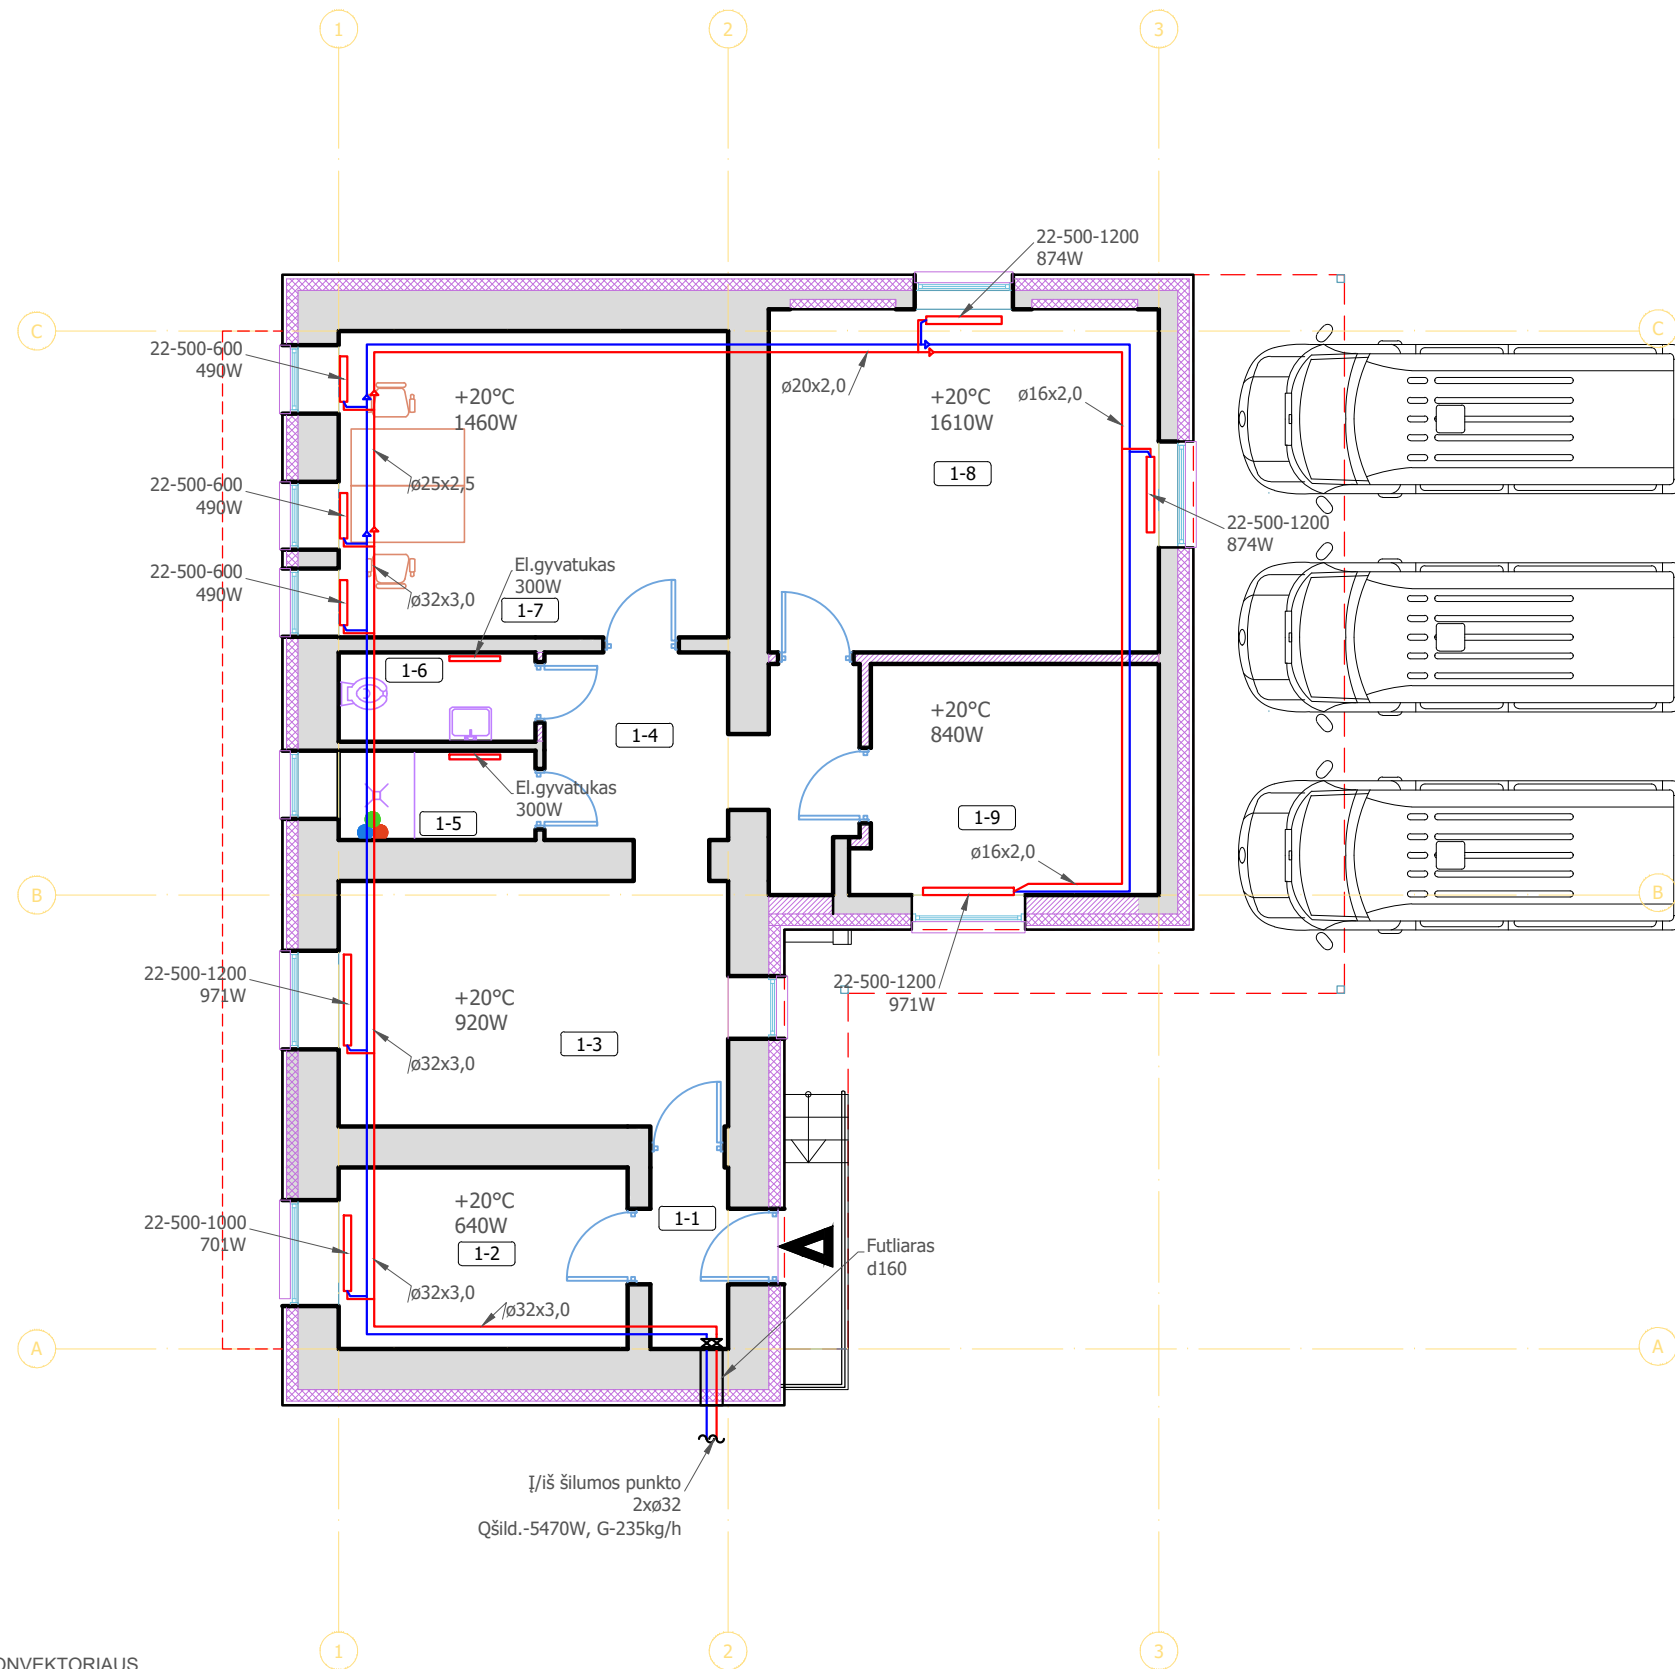 1
2
3
22-500-1200
874W
C
C
22-500-600
490W
ø20x2,0
+20°C
1460W
+20°C
1610W
ø16x2,0
1-8
22-500-600
490W
ø25x2,5
22-500-1200
874W
22-500-600
490W
El.gyvatukas
300W
ø32x3,0
1-7
1-6
+20°C
840W
1-4
El.gyvatukas
300W
1-5
1-9
ø16x2,0
B
B
22-500-1200
971W
+20°C
920W
22-500-1200
971W
1-3
ø32x3,0
+20°C
640W
22-500-1000
701W
1-2
1-1
Futliaras
d160
ø32x3,0
ø32x3,0
A
A
Į/iš šilumos punkto
2xø32
Qšild.-5470W, G-235kg/h
1
2
3